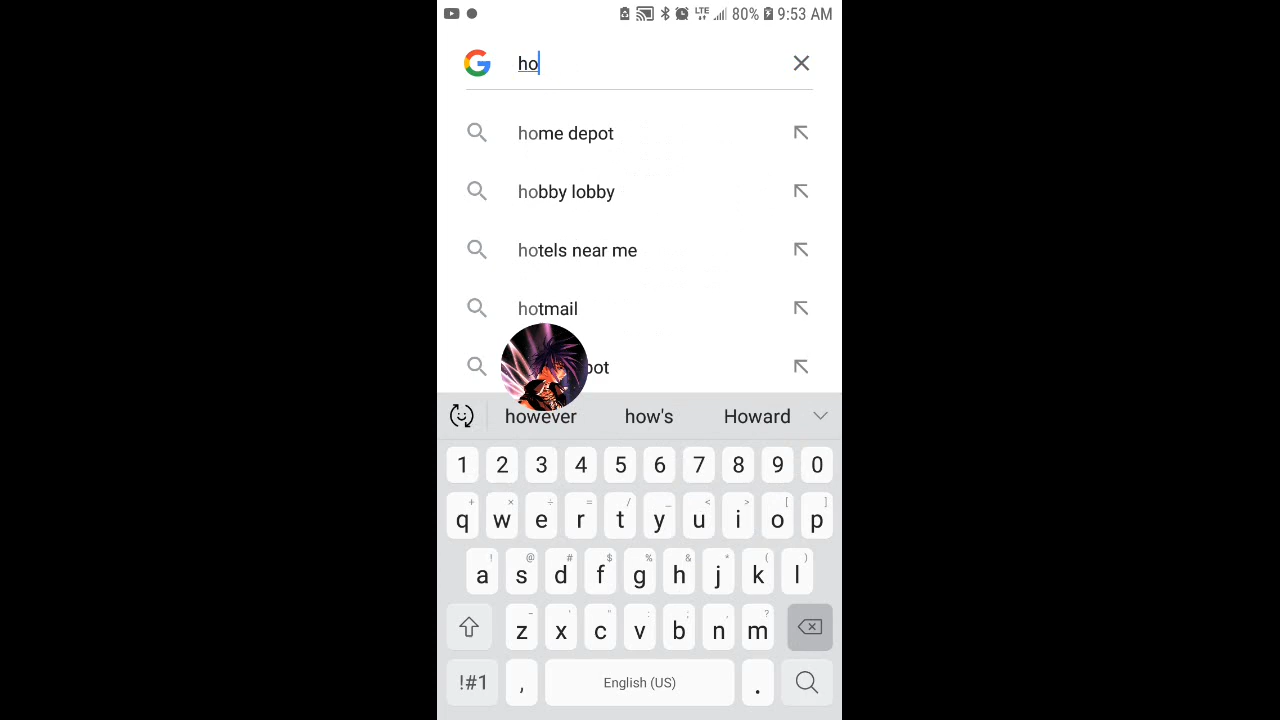 LTE 80% 9:53 AM
ho
home depot
hobby lobby
hotels near me
hotmail
however how's Howard
1 2 3 4 5 6 7 8 9 0
+ × ÷ = / _ < > [ ]
q w e r t y u i o p
! @ # $ % & * ( )
a s d f g h j k l
- ' " : ; , ?
z x c v b n m
!#1 , English (US) .